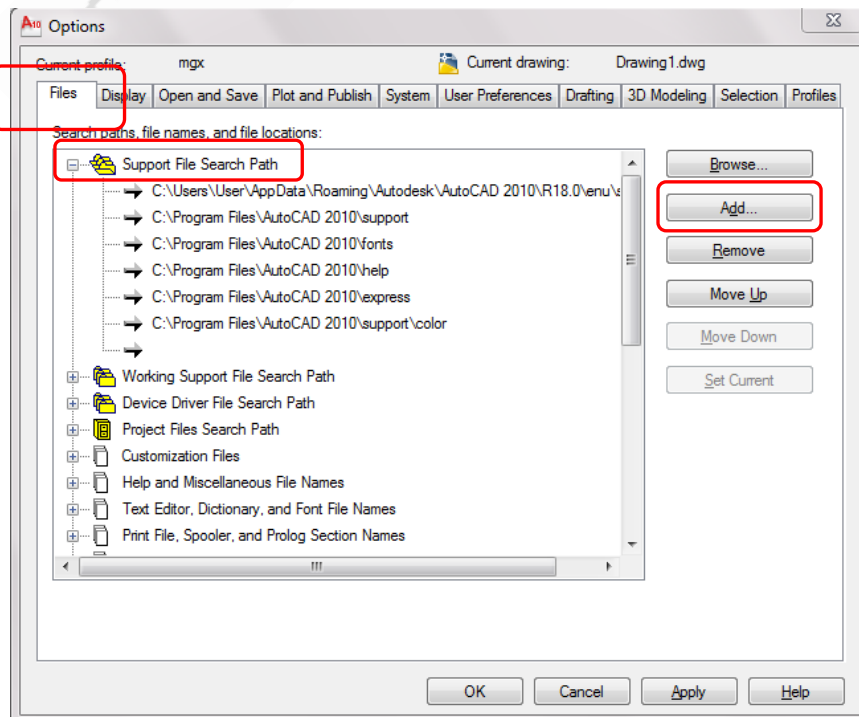 A10 Options
Current profile: mgx Current drawing: Drawing1.dwg
Files Display Open and Save Plot and Publish System User Preferences Drafting 3D Modeling Selection Profiles
Search paths, file names, and file locations:
Support File Search Path
C:\Users\User\AppData\Roaming\Autodesk\AutoCAD 2010\R18.0\enu\s
C:\Program Files\AutoCAD 2010\support
C:\Program Files\AutoCAD 2010\fonts
C:\Program Files\AutoCAD 2010\help
C:\Program Files\AutoCAD 2010\express
C:\Program Files\AutoCAD 2010\support\color
Working Support File Search Path
Device Driver File Search Path
Project Files Search Path
Customization Files
Help and Miscellaneous File Names
Text Editor, Dictionary, and Font File Names
Print File, Spooler, and Prolog Section Names
Browse...
Add...
Remove
Move Up
Move Down
Set Current
OK Cancel Apply Help